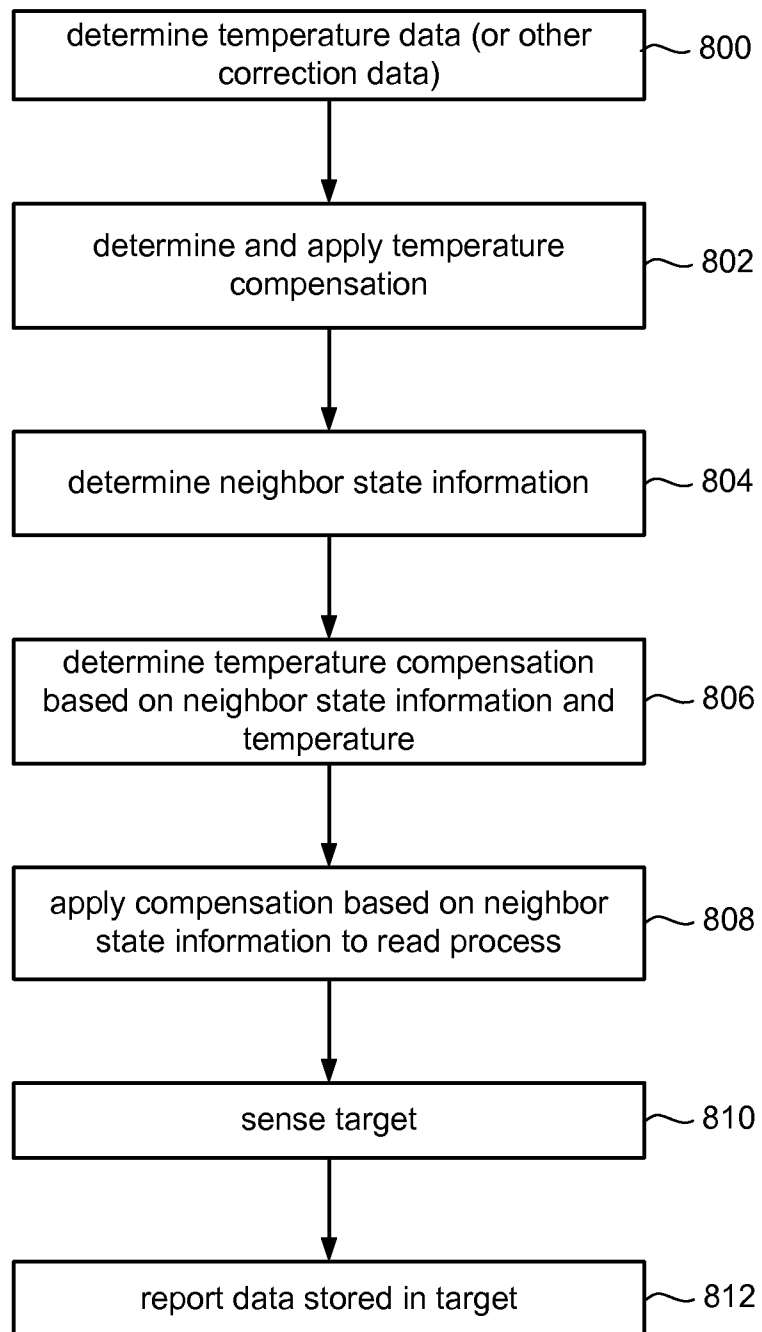 determine temperature data (or other
correction data)
800
determine and apply temperature
compensation
802
determine neighbor state information
804
determine temperature compensation
based on neighbor state information and
temperature
806
apply compensation based on neighbor
state information to read process
808
sense target
810
report data stored in target
812